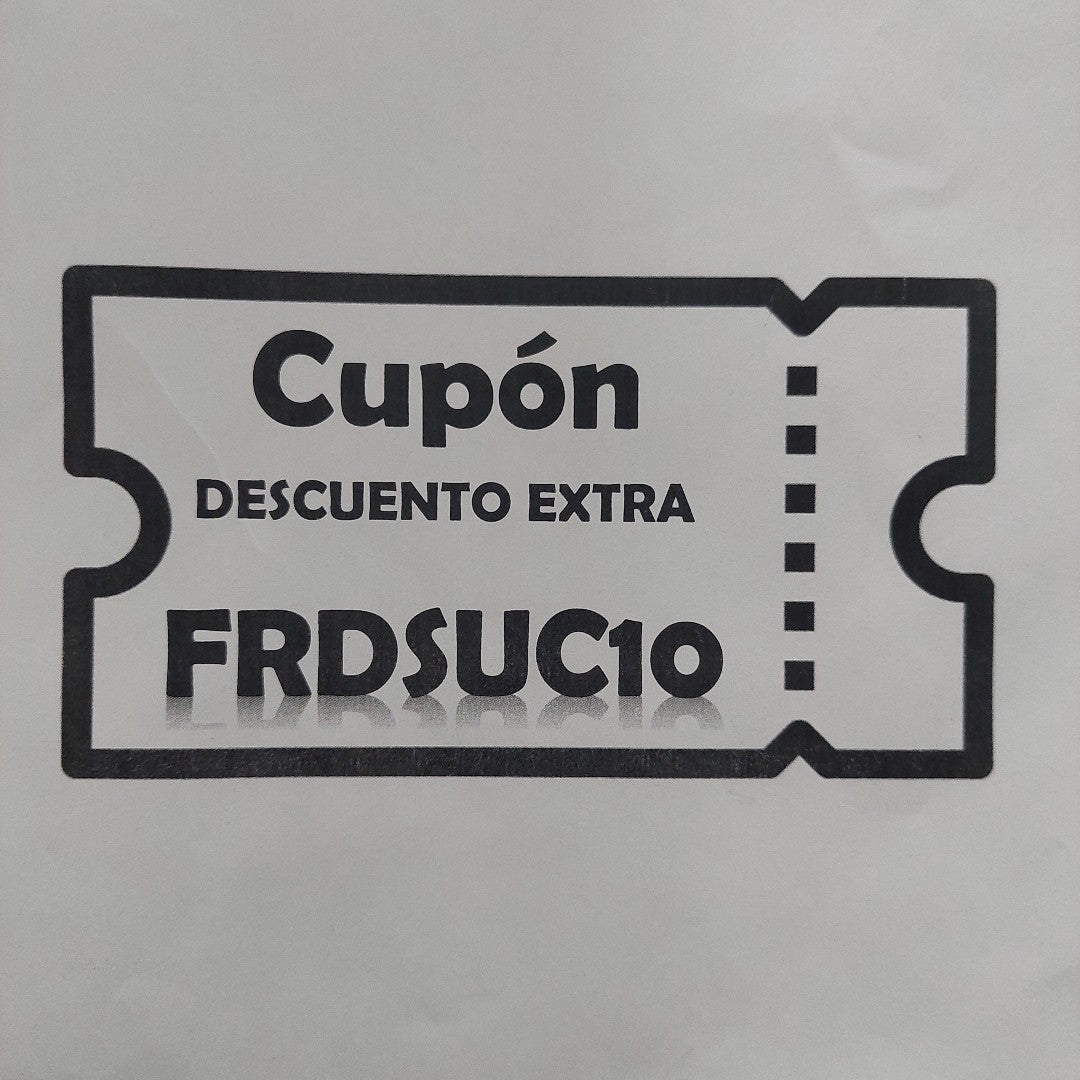 Cupón
DESCUENTO EXTRA
FRDSUC10